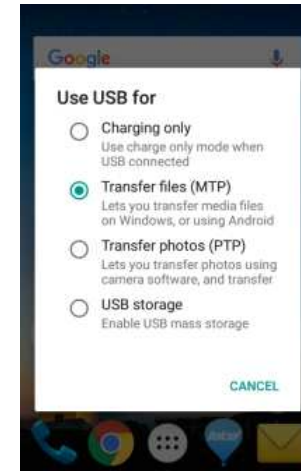 Google
Use USB for
Charging only
Use charge only mode when
USB connected
Transfer files (MTP)
Lets you transfer media files
on Windows, or using Android
Transfer photos (PTP)
Lets you transfer photos using
camera software, and transfer
USB storage
Enable USB mass storage
CANCEL